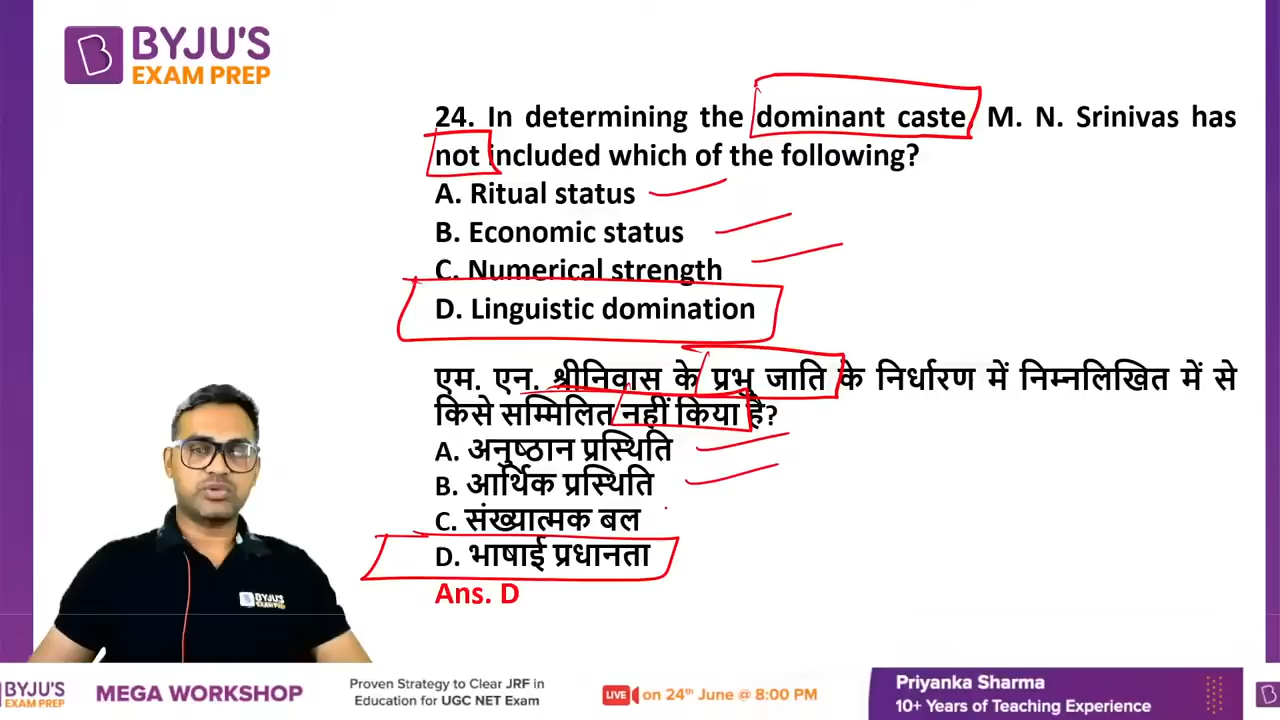 BYJU'S
EXAM PREP
24. In determining the dominant caste, M. N. Srinivas has
not included which of the following?
A. Ritual status
B. Economic status
C. Numerical strength
D. Linguistic domination
एम. एन. श्रीनिवास के प्रभु जाति के निर्धारण में निम्नलिखित में से
किसे सम्मिलित नहीं किया है?
A. अनुष्ठान प्रस्थिति
B. आर्थिक प्रस्थिति
C. संख्यात्मक बल
D. भाषाई प्रधानता
Ans. D
BYJU'S
EXAM PREP
BYJU'S
EXAM PREP
MEGA WORKSHOP
Proven Strategy to Clear JRF in
Education for UGC NET Exam
LIVE on 24th June @ 8:00 PM
Priyanka Sharma
10+ Years of Teaching Experience